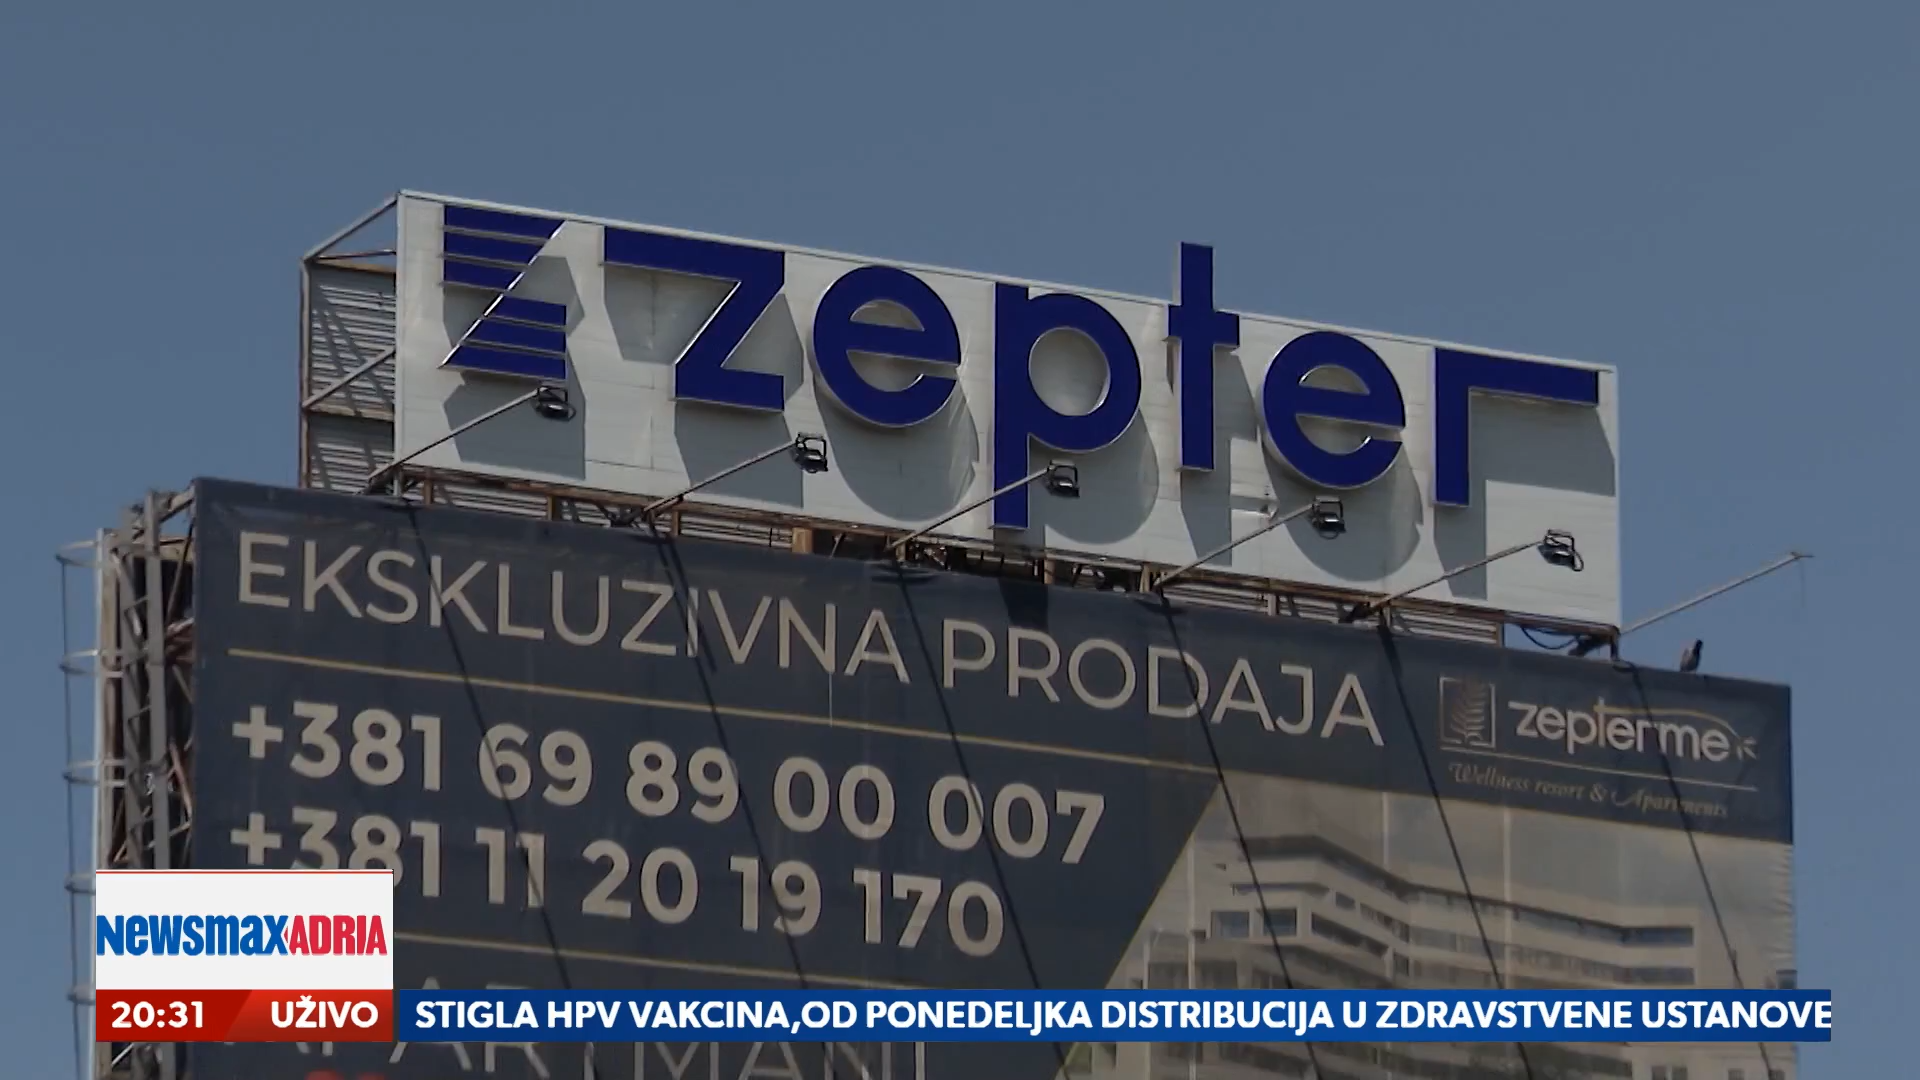 zepter
EKSKLUZIVNA PRODAJA
+381 69 89 00 007
+381 11 20 19 170
zepterme
Wellness resort & Apartments
APARTMANI
NEWSMAX ADRIA
20:31 UŽIVO
STIGLA HPV VAKCINA,OD PONEDELJKA DISTRIBUCIJA U ZDRAVSTVENE USTANOVE